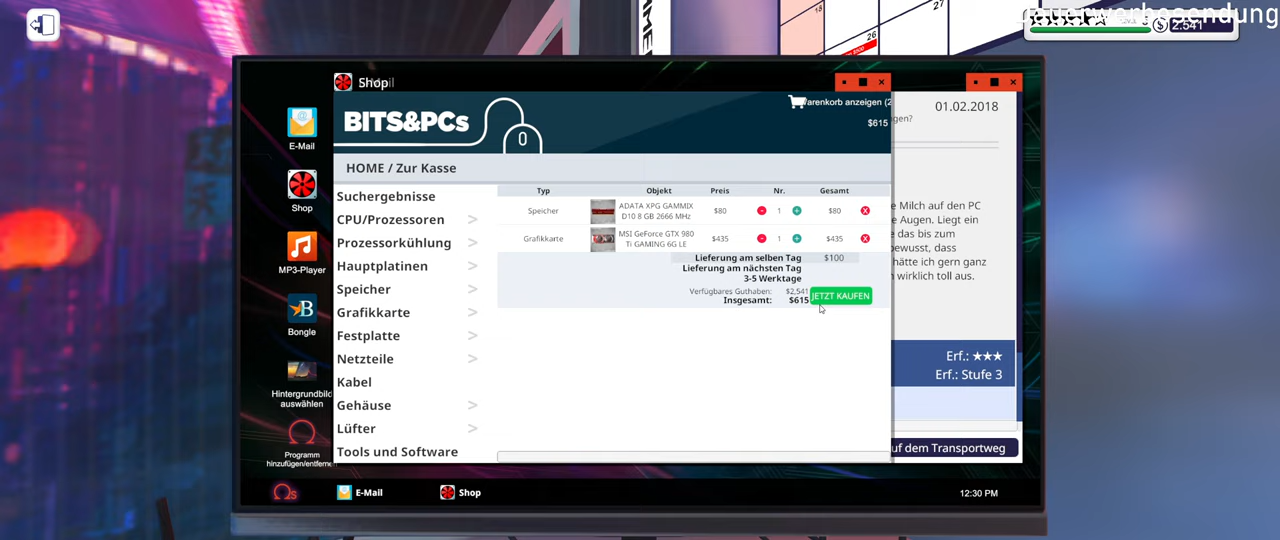 15
27
26
2.541
Shop
BITS&PCs
Warenkorb anzeigen (2
$615
01.02.2018
gen?
HOME / Zur Kasse
Suchergebnisse
CPU/Prozessoren >
Prozessorkühlung >
Hauptplatinen >
Speicher >
Grafikkarte >
Festplatte >
Netzteile >
Kabel
Gehäuse >
Lüfter >
Tools und Software
Typ Objekt Preis Nr. Gesamt
Speicher ADATA XPG GAMMIX D10 8 GB 2666 MHz $80 1 $80
Grafikkarte MSI GeForce GTX 980 Ti GAMING 6G LE $435 1 $435
Lieferung am selben Tag $100
Lieferung am nächsten Tag
3-5 Werktage
Verfügbares Guthaben: $2,541
Insgesamt: $615
JETZT KAUFEN
e Milch auf den PC
e Augen. Liegt ein
das bis zum
bewusst, dass
hätte ich gern ganz
n wirklich toll aus.
Erf.: ★★★
Erf.: Stufe 3
uf dem Transportweg
E-Mail
Shop
MP3-Player
Bongle
Hintergrundbild
auswählen
Programm
hinzufügen/entfernen
E-Mail
Shop
12:30 PM